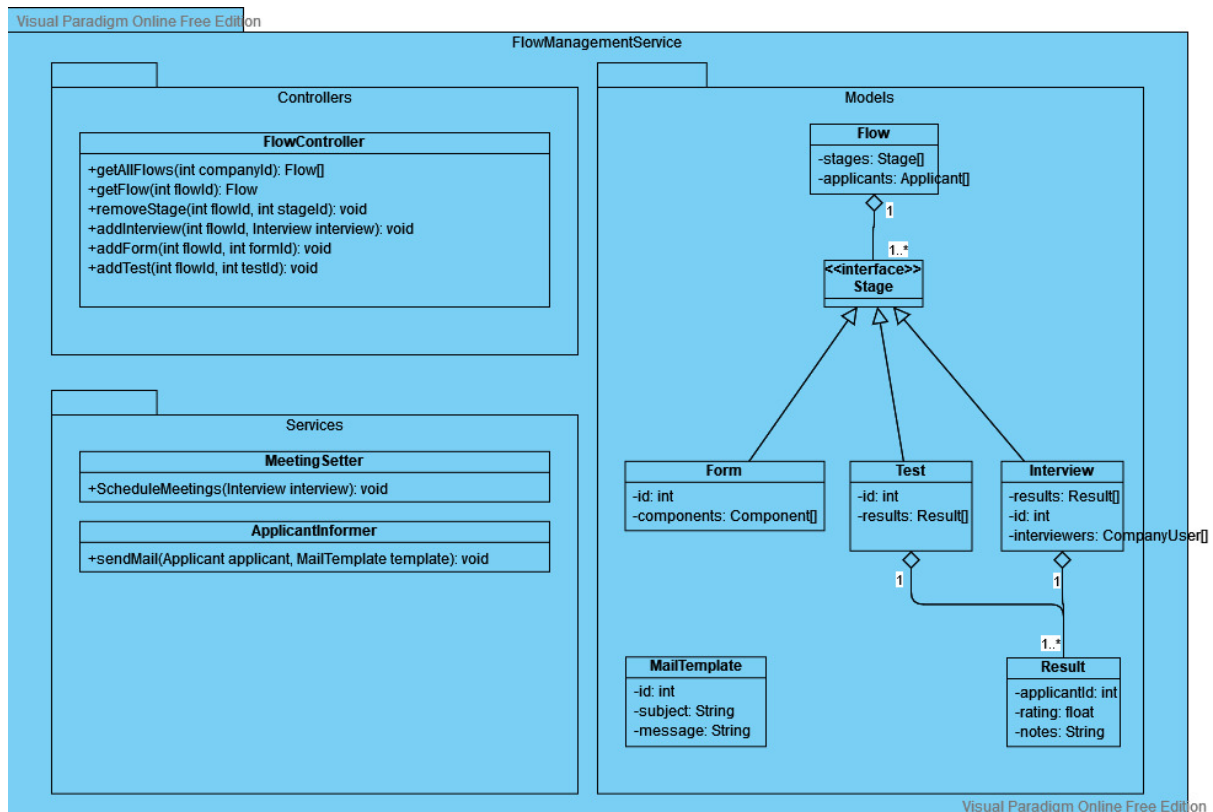 Visual Paradigm Online Free Edition
FlowManagementService
Controllers
FlowController
+getAllFlows(int companyId): Flow[]
+getFlow(int flowId): Flow
+removeStage(int flowId, int stageId): void
+addInterview(int flowId, Interview interview): void
+addForm(int flowId, int formId): void
+addTest(int flowId, int testId): void
Services
MeetingSetter
+ScheduleMeetings(Interview interview): void
ApplicantInformer
+sendMail(Applicant applicant, MailTemplate template): void
Models
Flow
-stages: Stage[]
-applicants: Applicant[]
1
1..*
<<interface>>
Stage
Form
-id: int
-components: Component[]
Test
-id: int
-results: Result[]
Interview
-results: Result[]
-id: int
-interviewers: CompanyUser[]
1
1
1..*
MailTemplate
-id: int
-subject: String
-message: String
Result
-applicantId: int
-rating: float
-notes: String
Visual Paradigm Online Free Edition